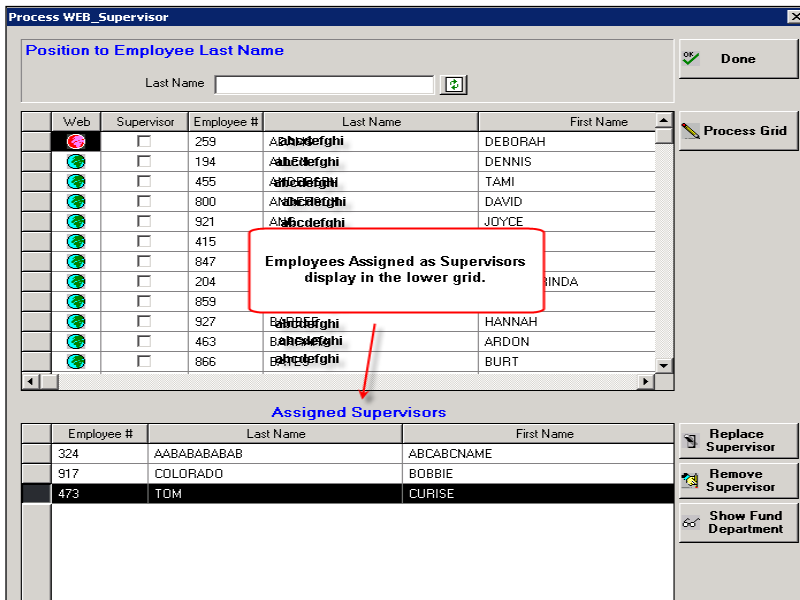 Process WEB_Supervisor
Position to Employee Last Name
Last Name
OK Done
Process Grid
Web Supervisor Employee # Last Name First Name
259 abcdefghi DEBORAH
194 abcdefghi DENNIS
455 abcdefghi TAMI
800 abcdefghi DAVID
921 abcdefghi JOYCE
415
847
204
859
927 abcdefghi HANNAH
463 abcdefghi ARDON
866 abcdefghi BURT
Employees Assigned as Supervisors
display in the lower grid.
Assigned Supervisors
Employee # Last Name First Name
324 AABABABABAB ABCABCNAME
917 COLORADO BOBBIE
473 TOM CURISE
Replace
Supervisor
Remove
Supervisor
Show Fund
Department